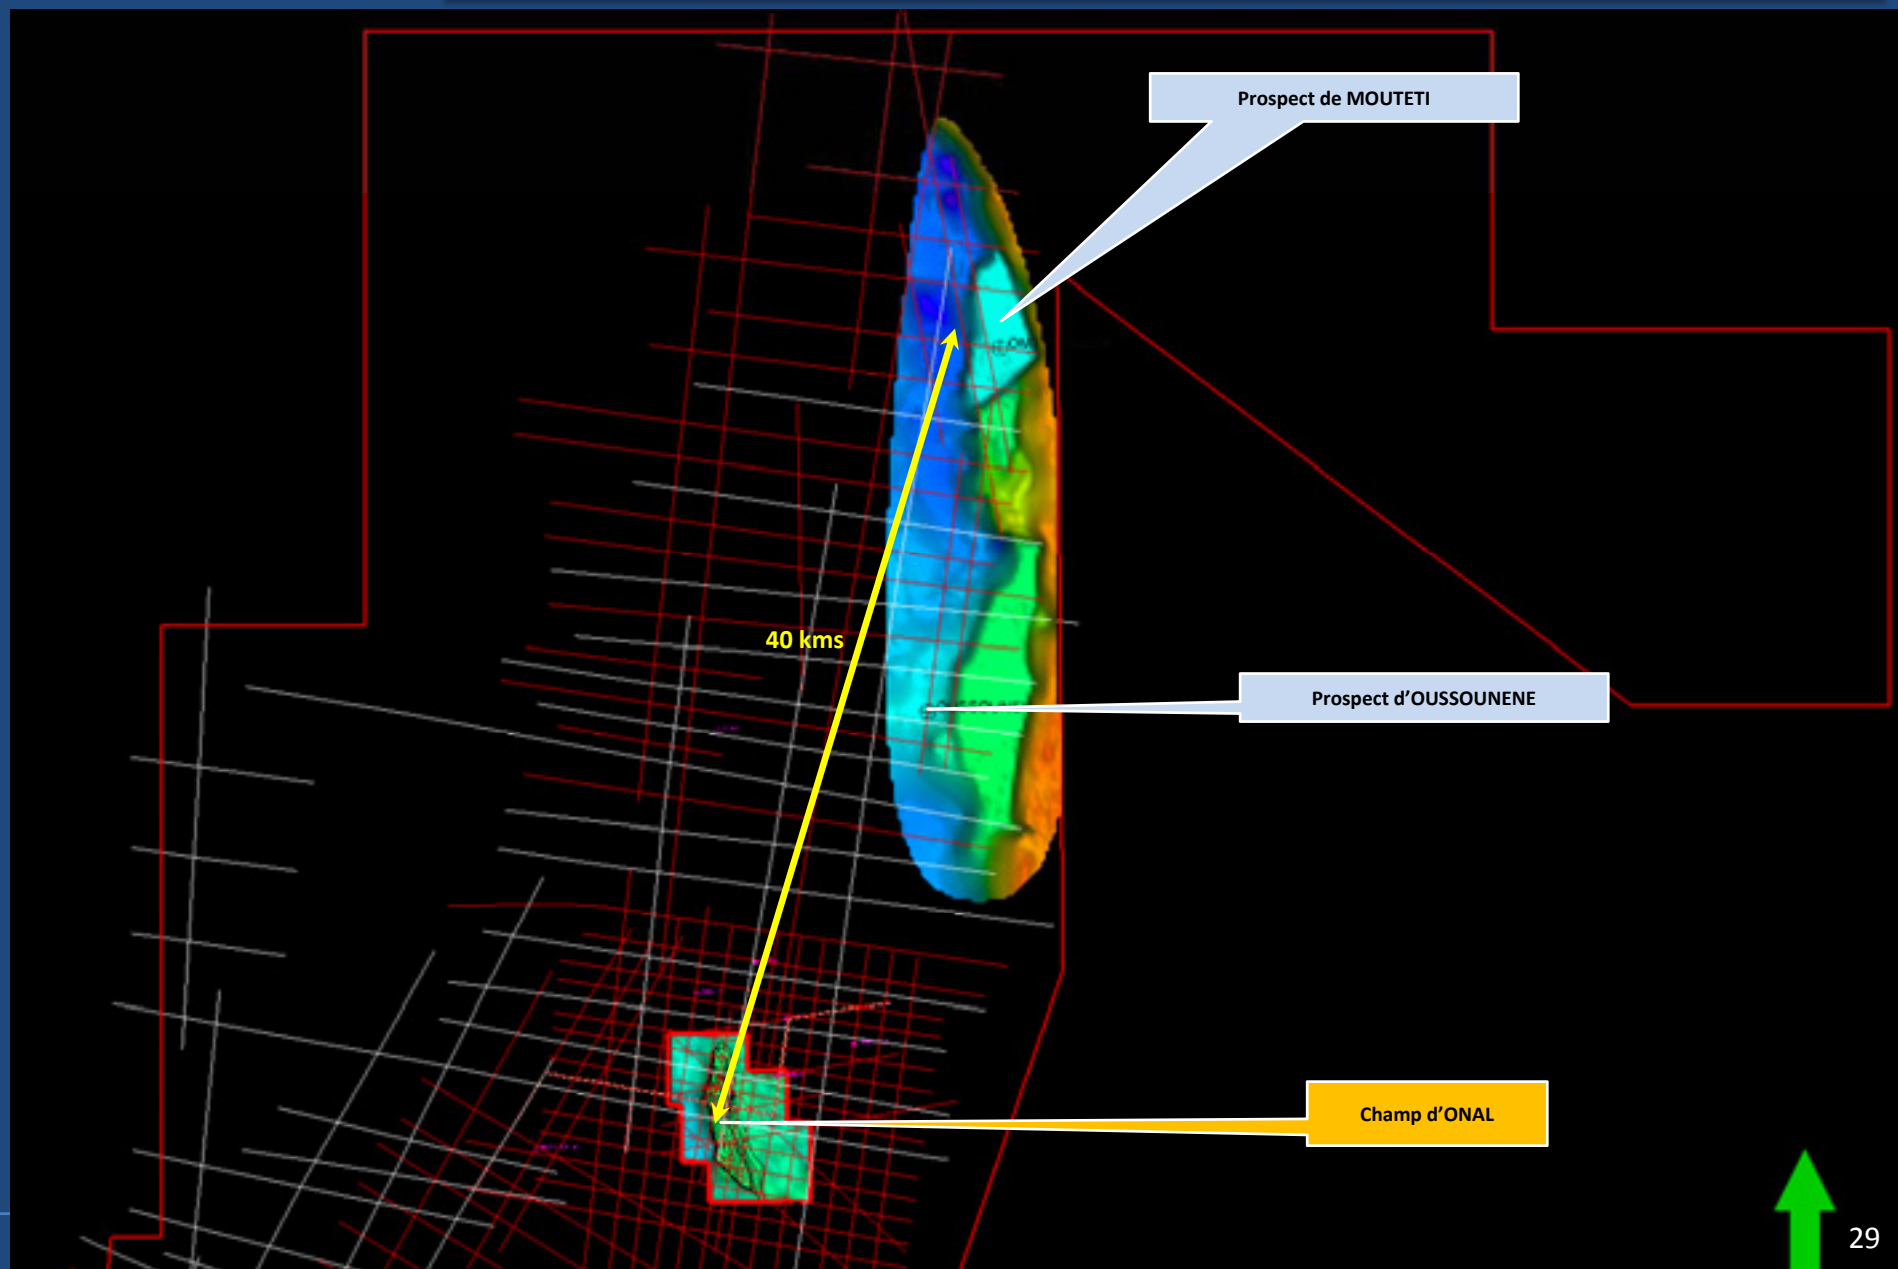 Prospect de MOUTETI
40 kms
Prospect d'OUSSOUNENE
Champ d'ONAL
29